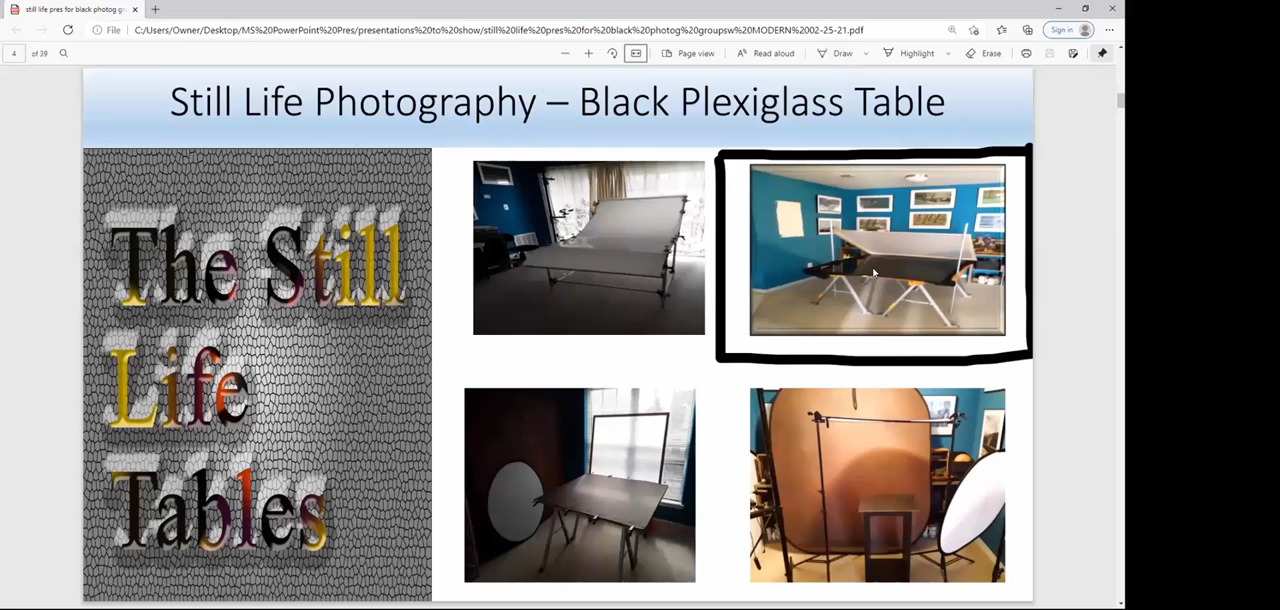 still life pres for black photog g
File
C:/Users/Owner/Desktop/MS%20PowerPoint%20Pres/presentations%20to%20show/still%20life%20pres%20for%20black%20photog%20groupsw%20MODERN%2002-25-21.pdf
Sign in
4 of 39
Page view
Read aloud
Draw
Highlight
Erase
Still Life Photography – Black Plexiglass Table
The Still
Life
Tables